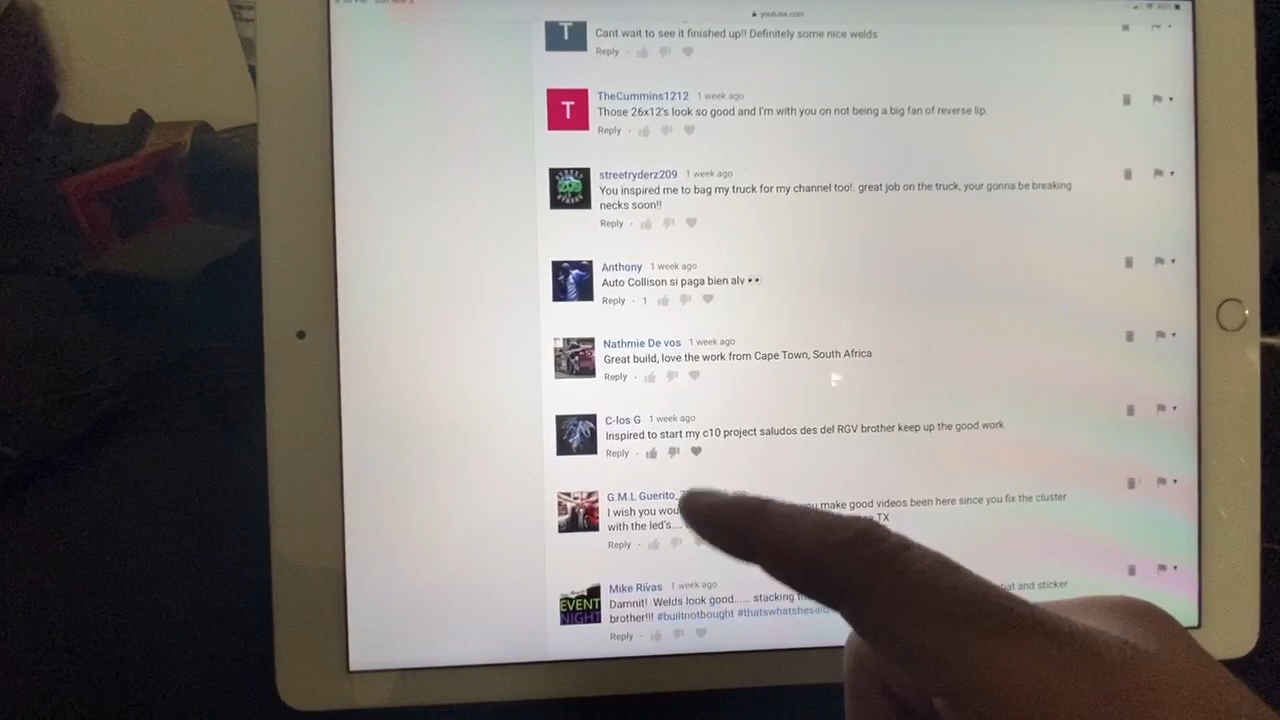 youtube.com
T
Cant wait to see it finished up!! Definitely some nice welds
Reply
T
TheCummins1212 1 week ago
Those 26x12's look so good and I'm with you on not being a big fan of reverse lip
Reply
209
streetryderz209 1 week ago
You inspired me to bag my truck for my channel too!. great job on the truck, your gonna be breaking
necks soon!!
Reply
Anthony 1 week ago
Auto Collison si paga bien alv 👀
Reply · 1
Nathmie De vos 1 week ago
Great build, love the work from Cape Town, South Africa
Reply
C-los G 1 week ago
Inspired to start my c10 project saludos des del RGV brother keep up the good work.
Reply
G.M.L Guerito,
I wish you make good videos been here since you fix the cluster
with the led's.... TX
Reply
EVENT NIGHT
Mike Rivas 1 week ago
Damnit! Welds look good...... stacking and sticker
brother!!! #builtnotbought #thatswhatshesaid
Reply